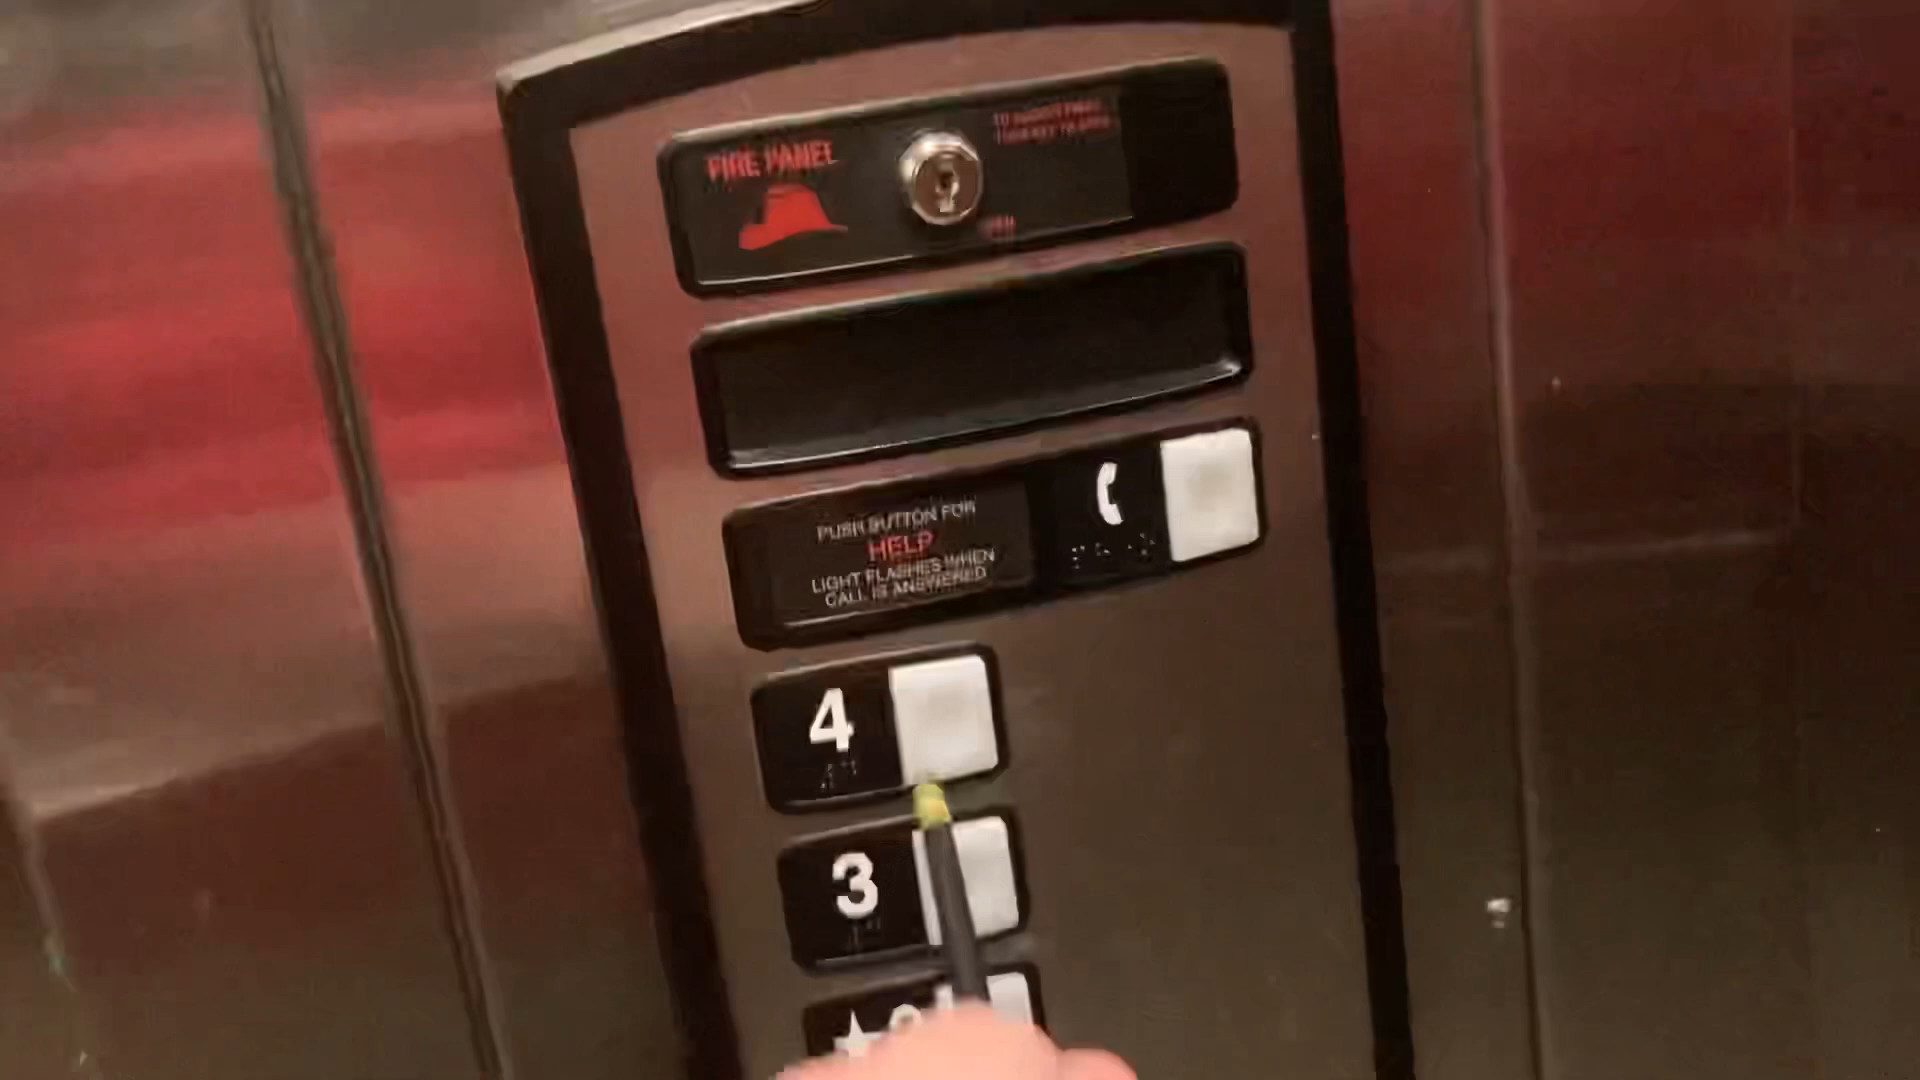 FIRE PANEL
PUSH BUTTON FOR
HELP
LIGHT FLASHES WHEN
CALL IS ANSWERED
4
3